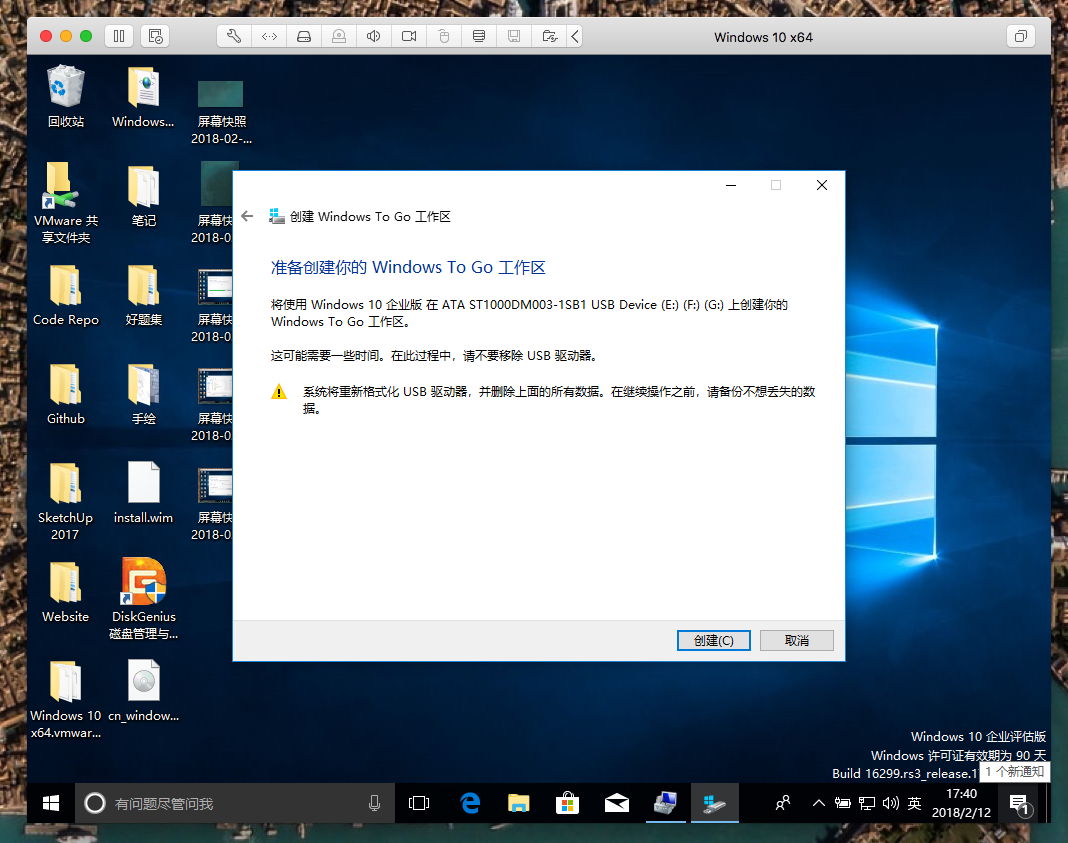 Windows 10 x64
回收站
Windows...
屏幕快照
2018-02-...
VMware 共
享文件夹
笔记
屏幕快
2018-0
Code Repo
好题集
屏幕快
2018-0
Github
手绘
屏幕快
2018-0
SketchUp
2017
install.wim
屏幕快
2018-0
Website
DiskGenius
磁盘管理与...
Windows 10
x64.vmwar...
cn_window...
创建 Windows To Go 工作区
准备创建你的 Windows To Go 工作区
将使用 Windows 10 企业版 在 ATA ST1000DM003-1SB1 USB Device (E:) (F:) (G:) 上创建你的
Windows To Go 工作区。
这可能需要一些时间。在此过程中，请不要移除 USB 驱动器。
系统将重新格式化 USB 驱动器，并删除上面的所有数据。在继续操作之前，请备份不想丢失的数
据。
创建(C)
取消
Windows 10 企业评估版
Windows 许可证有效期为 90 天
Build 16299.rs3_release.1
1 个新通知
有问题尽管问我
英
17:40
2018/2/12
1